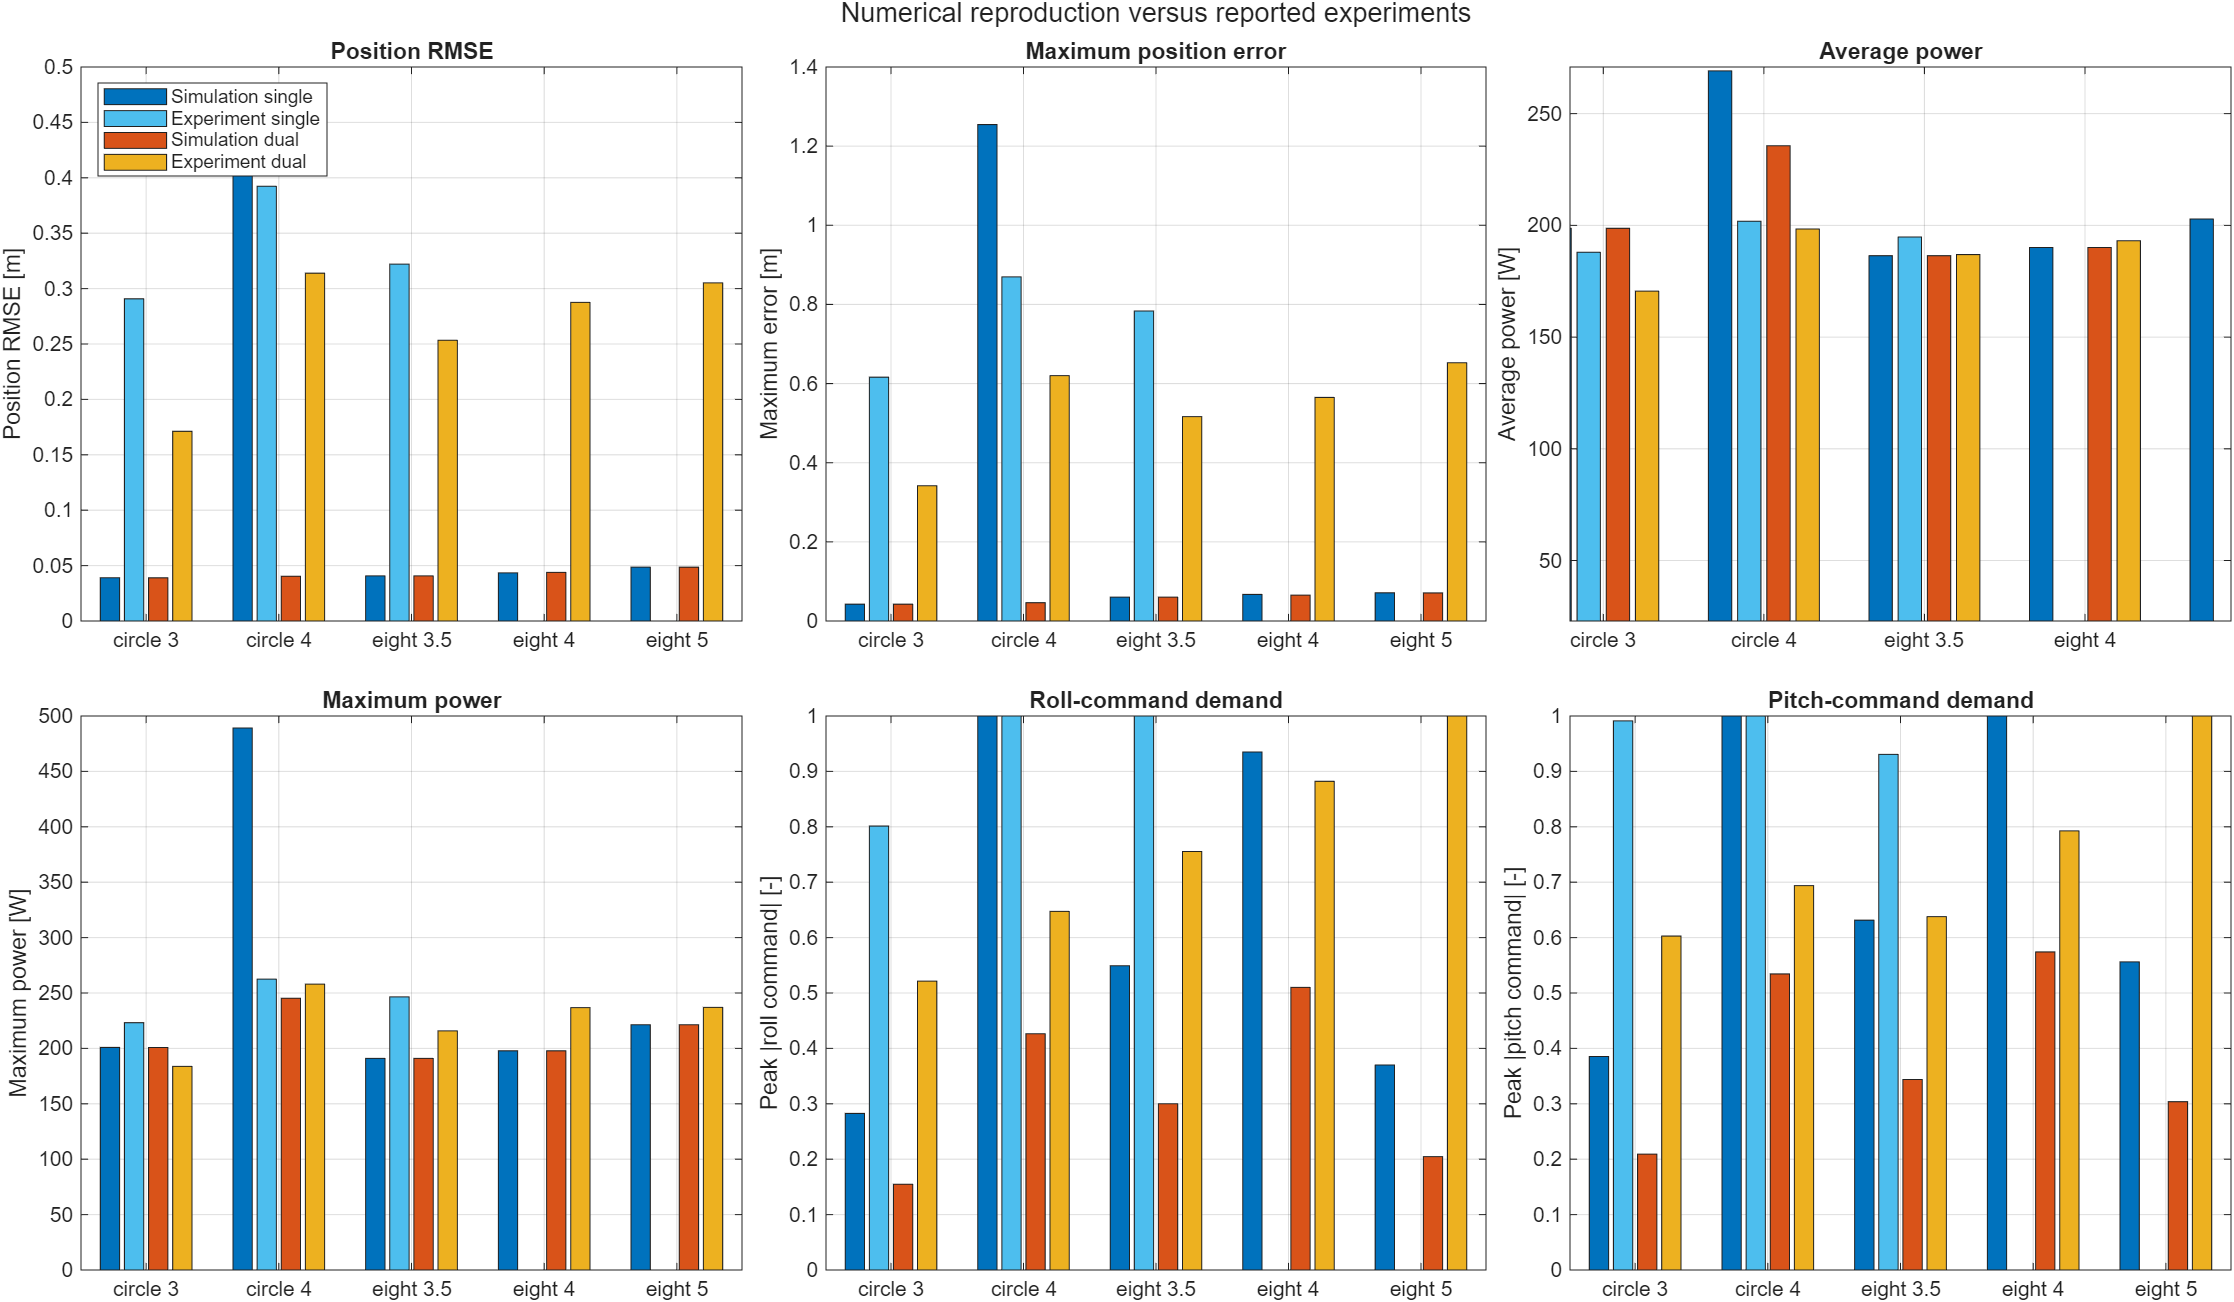 Numerical reproduction versus reported experiments
Position RMSE
0.5
0.45
0.4
0.35
0.3
0.25
0.2
0.15
0.1
0.05
0
Position RMSE [m]
Simulation single
Experiment single
Simulation dual
Experiment dual
circle 3
circle 4
eight 3.5
eight 4
eight 5
Maximum position error
1.4
1.2
1
0.8
0.6
0.4
0.2
0
Maximum error [m]
circle 3
circle 4
eight 3.5
eight 4
eight 5
Average power
250
200
150
100
50
Average power [W]
circle 3
circle 4
eight 3.5
eight 4
Maximum power
500
450
400
350
300
250
200
150
100
50
0
Maximum power [W]
circle 3
circle 4
eight 3.5
eight 4
eight 5
Roll-command demand
1
0.9
0.8
0.7
0.6
0.5
0.4
0.3
0.2
0.1
0
Peak |roll command| [-]
circle 3
circle 4
eight 3.5
eight 4
eight 5
Pitch-command demand
1
0.9
0.8
0.7
0.6
0.5
0.4
0.3
0.2
0.1
0
Peak |pitch command| [-]
circle 3
circle 4
eight 3.5
eight 4
eight 5